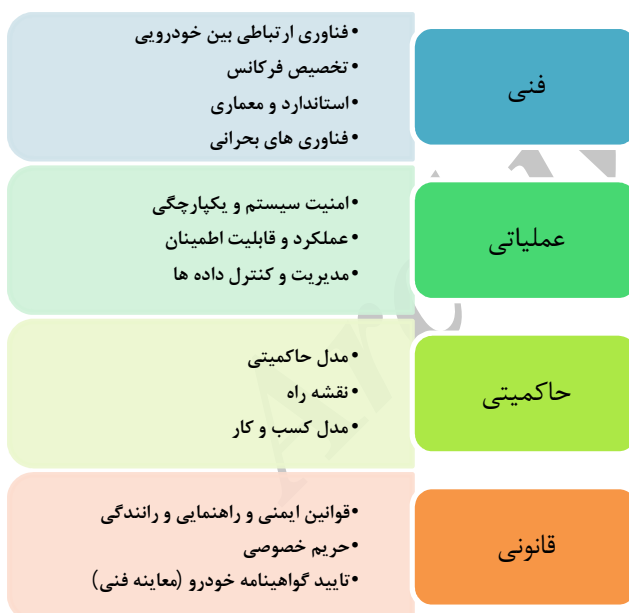 فنی
•فناوری ارتباطی بین خودرویی
•تخصیص فرکانس
•استاندارد و معماری
•فناوری های بحرانی
عملیاتی
•امنیت سیستم و یکپارچگی
•عملکرد و قابلیت اطمینان
•مدیریت و کنترل داده ها
حاکمیتی
•مدل حاکمیتی
•نقشه راه
•مدل کسب و کار
قانونی
•قوانین ایمنی و راهنمایی و رانندگی
•حریم خصوصی
•تایید گواهینامه خودرو (معاینه فنی)